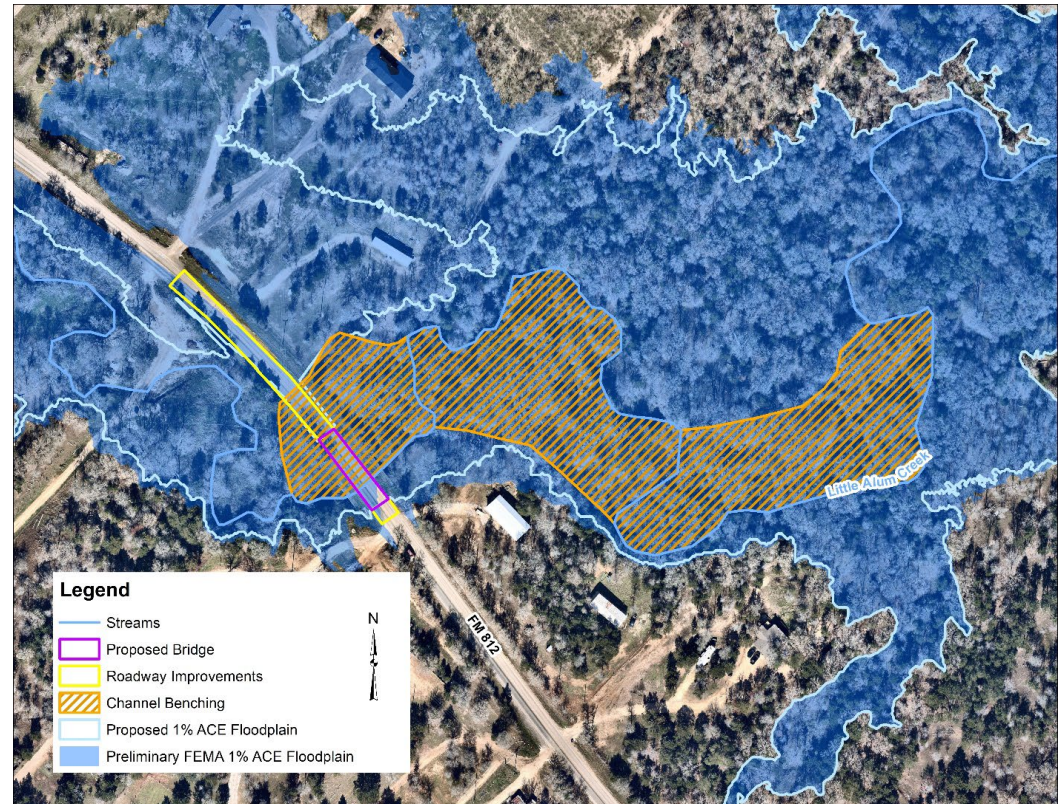 Little Alum Creek
FM 812
Legend
N
Streams
Proposed Bridge
Roadway Improvements
Channel Benching
Proposed 1% ACE Floodplain
Preliminary FEMA 1% ACE Floodplain